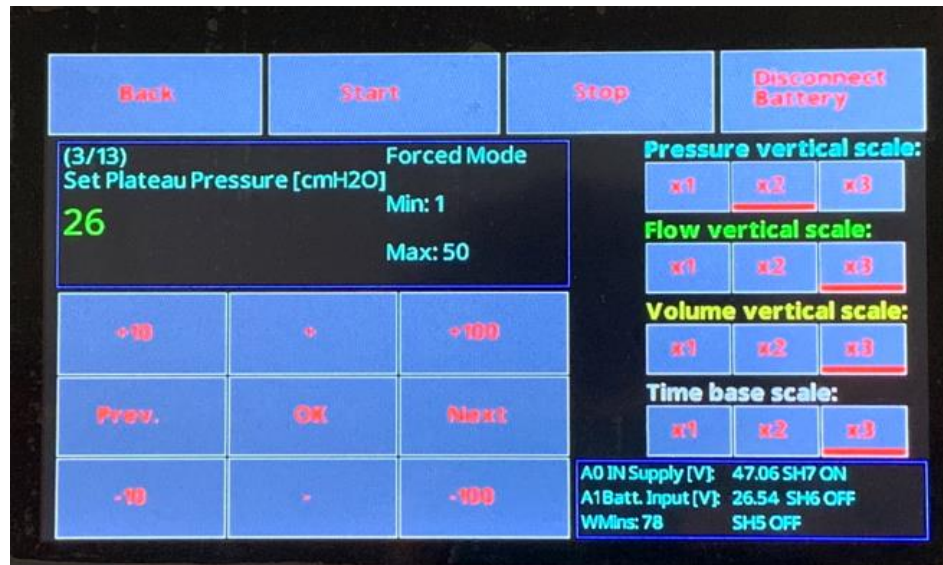 Back Start Stop Disconnect
Battery
(3/13) Forced Mode
Set Plateau Pressure [cmH2O]
26
Min: 1
Max: 50
+10 + +100
Prev. OK Next
-10 - -100
Pressure vertical scale:
x1 x2 x3
Flow vertical scale:
x1 x2 x3
Volume vertical scale:
x1 x2 x3
Time base scale:
x1 x2 x3
A0 IN Supply [V]: 47.06 SH7 ON
A1Batt. Input [V]: 26.54 SH6 OFF
WMins: 78 SH5 OFF